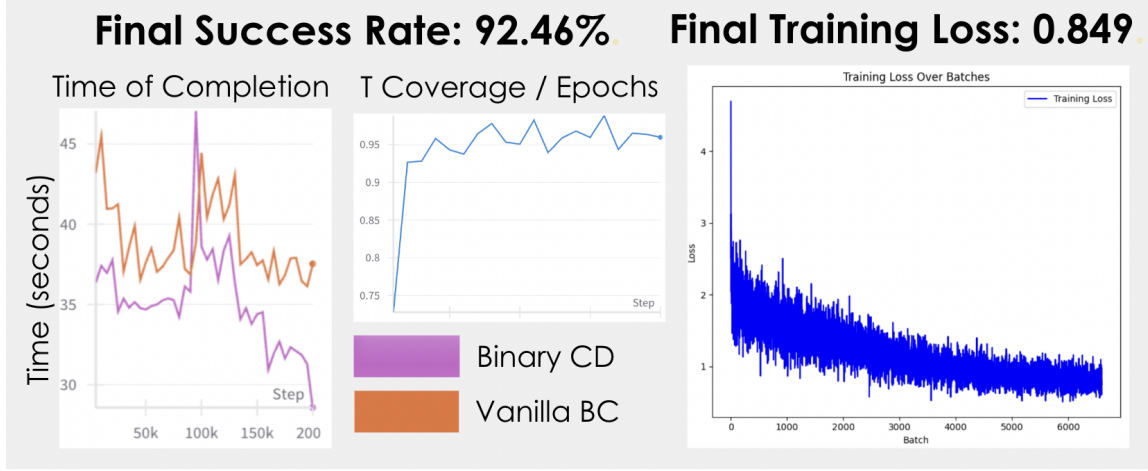 Final Success Rate: 92.46%.
Final Training Loss: 0.849.
Time of Completion
T Coverage / Epochs
Time (seconds)
45
40
35
30
Step
50k
100k
150k
200
0.95
0.9
0.85
0.8
0.75
Step
Binary CD
Vanilla BC
Training Loss Over Batches
Training Loss
Loss
4
3
2
1
0
1000
2000
3000
4000
5000
6000
Batch